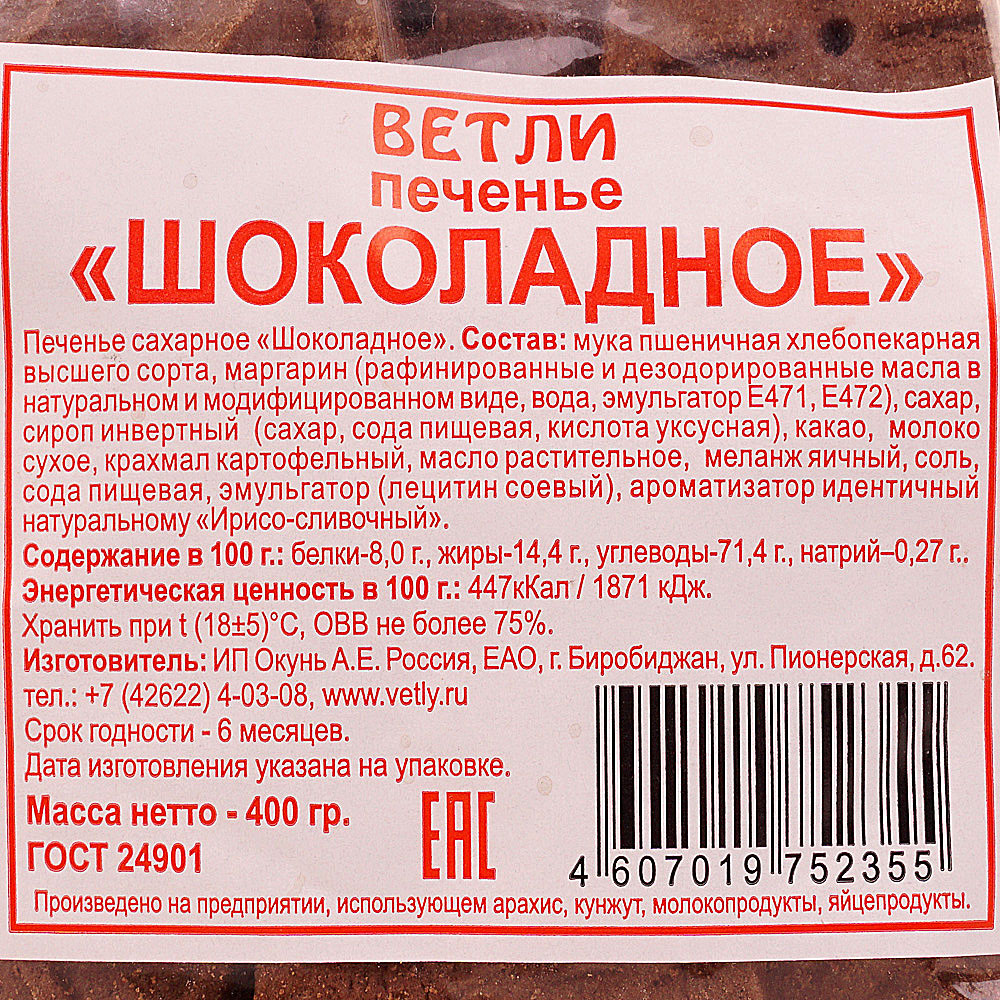 ВЕТЛИ
печенье
«ШОКОЛАДНОЕ»
Печенье сахарное «Шоколадное». Состав: мука пшеничная хлебопекарная
высшего сорта, маргарин (рафинированные и дезодорированные масла в
натуральном и модифицированном виде, вода, эмульгатор Е471, Е472), сахар,
сироп инвертный (сахар, сода пищевая, кислота уксусная), какао, молоко
сухое, крахмал картофельный, масло растительное, меланж яичный, соль,
сода пищевая, эмульгатор (лецитин соевый), ароматизатор идентичный
натуральному «Ирисо-сливочный».
Содержание в 100 г.: белки-8,0 г., жиры-14,4 г., углеводы-71,4 г., натрий–0,27 г..
Энергетическая ценность в 100 г.: 447кКал / 1871 кДж.
Хранить при t (18±5)°С, ОВВ не более 75%.
Изготовитель: ИП Окунь А.Е. Россия, ЕАО, г. Биробиджан, ул. Пионерская, д.62.
тел.: +7 (42622) 4-03-08, www.vetly.ru
Срок годности - 6 месяцев.
Дата изготовления указана на упаковке.
Масса нетто - 400 гр.
ГОСТ 24901
ЕАС
4 607019 752355
Произведено на предприятии, использующем арахис, кунжут, молокопродукты, яйцепродукты.